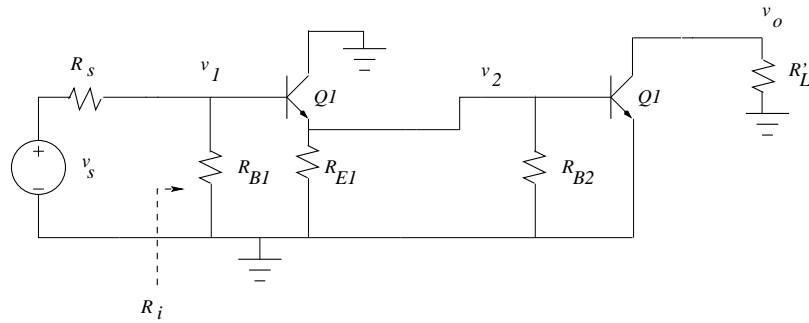 R_s
v_1
v_2
v_o
R'_L
Q1
Q1
+
v_s
−
R_B1
R_E1
R_B2
R_i